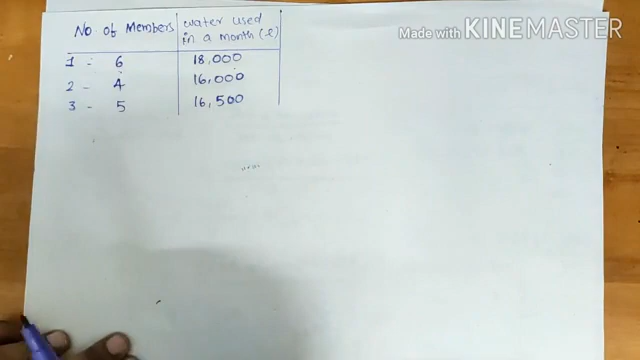 Made with KINEMASTER
No. of Members water used in a month (l)
1 - 6 18,000
2 - 4 16,000
3 - 5 16,500